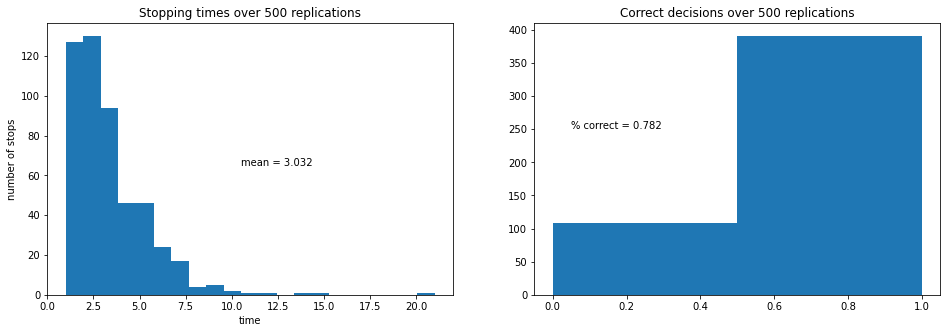 Stopping times over 500 replications
number of stops
120
100
80
60
40
20
0
mean = 3.032
0.0 2.5 5.0 7.5 10.0 12.5 15.0 17.5 20.0
time
Correct decisions over 500 replications
400
350
300
250
200
150
100
50
0
% correct = 0.782
0.0 0.2 0.4 0.6 0.8 1.0